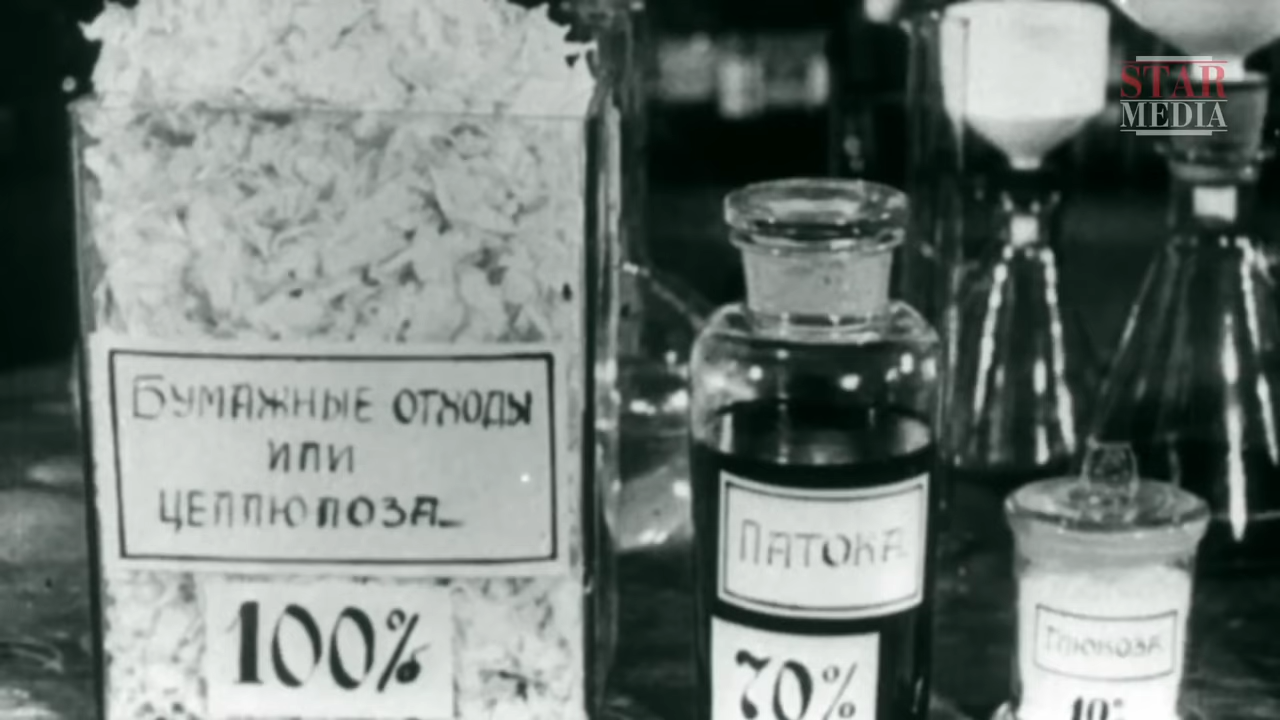 STAR
MEDIA
БУМАЖНЫЕ ОТХОДЫ
ИЛИ
ЦЕЛЛЮЛОЗА
100%
ПАТОКА
70%
ГЛЮКОЗА